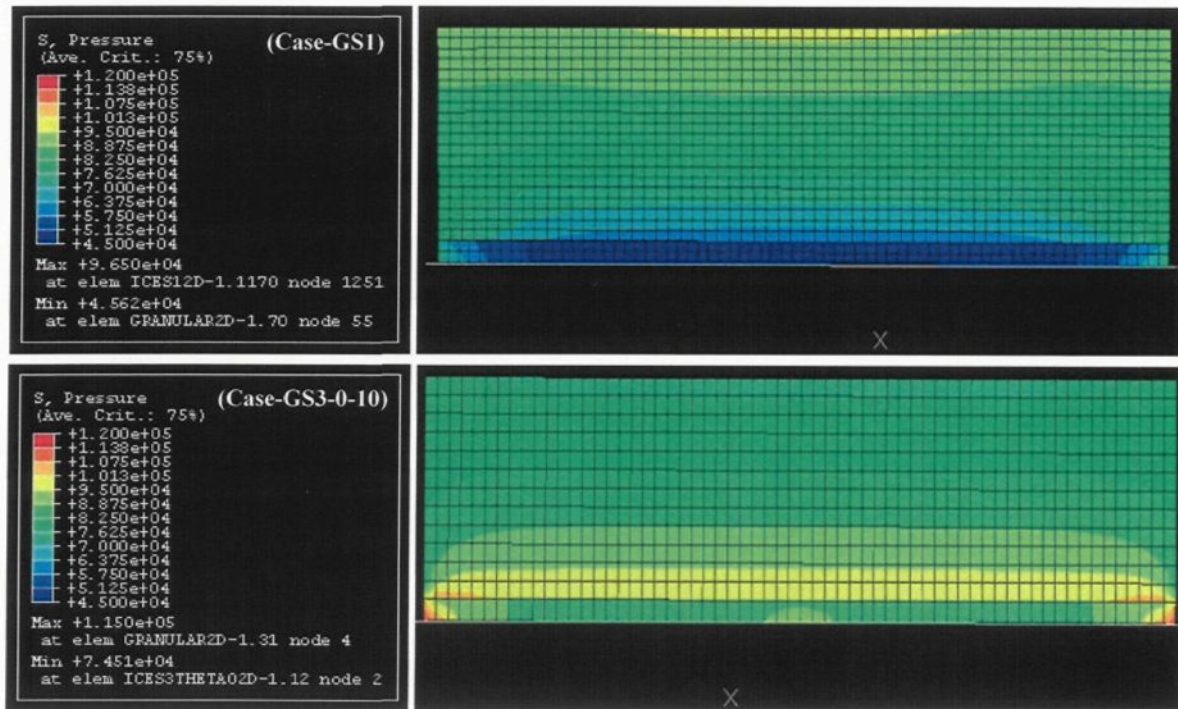 S, Pressure (Case-GS1)
(Ave. Crit.: 75%)
+1.200e+05
+1.138e+05
+1.075e+05
+1.013e+05
+9.500e+04
+8.875e+04
+8.250e+04
+7.625e+04
+7.000e+04
+6.375e+04
+5.750e+04
+5.125e+04
+4.500e+04
Max +9.650e+04
at elem ICES12D-1.1170 node 1251
Min +4.562e+04
at elem GRANULAR2D-1.70 node 55
X
S, Pressure (Case-GS3-0-10)
(Ave. Crit.: 75%)
+1.200e+05
+1.138e+05
+1.075e+05
+1.013e+05
+9.500e+04
+8.875e+04
+8.250e+04
+7.625e+04
+7.000e+04
+6.375e+04
+5.750e+04
+5.125e+04
+4.500e+04
Max +1.150e+05
at elem GRANULAR2D-1.31 node 4
Min +7.451e+04
at elem ICES3THETA02D-1.12 node 2
X